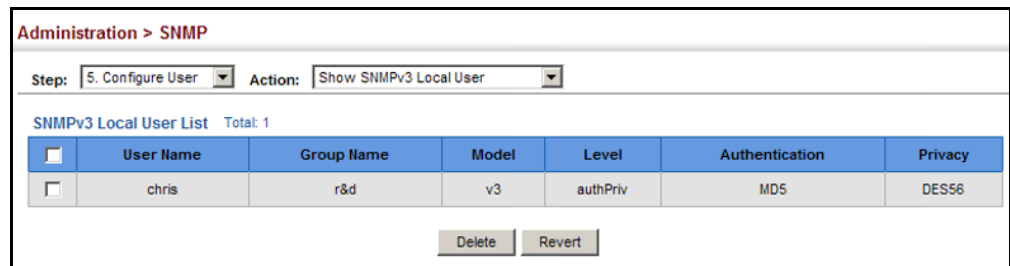 Administration > SNMP
Step: 5. Configure User Action: Show SNMPv3 Local User
SNMPv3 Local User List Total: 1
User Name Group Name Model Level Authentication Privacy
chris r&d v3 authPriv MD5 DES56
Delete Revert